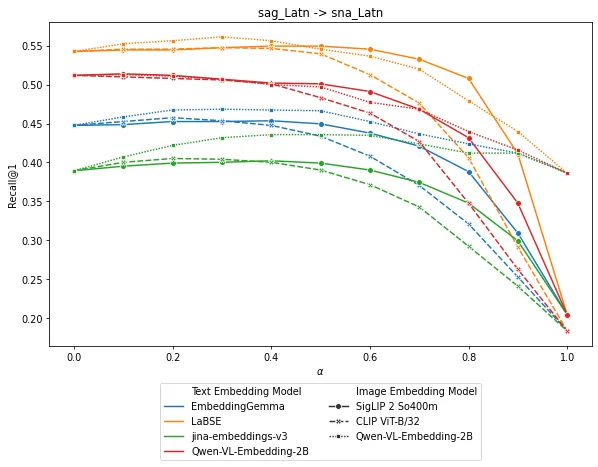 sag_Latn -> sna_Latn
Recall@1
0.55
0.50
0.45
0.40
0.35
0.30
0.25
0.20
0.0 0.2 0.4 0.6 0.8 1.0
α
Text Embedding Model
EmbeddingGemma
LaBSE
jina-embeddings-v3
Qwen-VL-Embedding-2B
Image Embedding Model
SigLIP 2 So400m
CLIP ViT-B/32
Qwen-VL-Embedding-2B